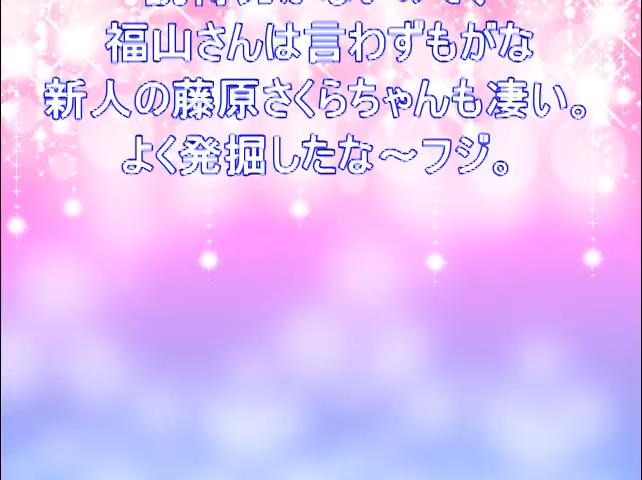 福山さんは言わずもがな
新人の藤原さくらちゃんも凄い。
よく発掘したな～フジ。